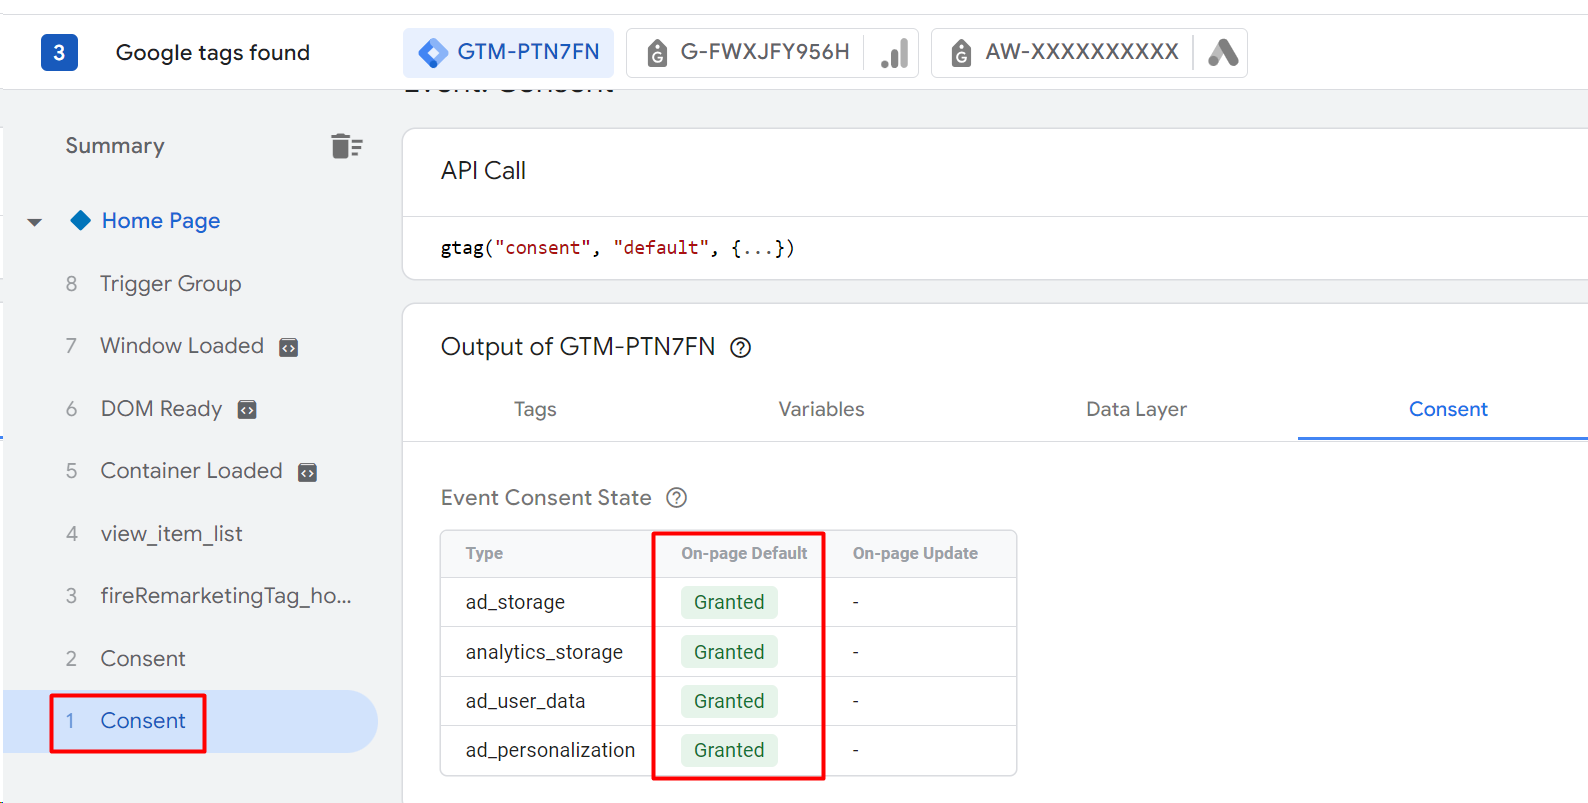 3 Google tags found GTM-PTN7FN G-FWXJFY956H AW-XXXXXXXXXX
Event: Consent
Summary
Home Page
8 Trigger Group
7 Window Loaded
6 DOM Ready
5 Container Loaded
4 view_item_list
3 fireRemarketingTag_ho...
2 Consent
1 Consent
API Call
gtag("consent", "default", {...})
Output of GTM-PTN7FN
Tags Variables Data Layer Consent
Event Consent State
Type On-page Default On-page Update
ad_storage Granted -
analytics_storage Granted -
ad_user_data Granted -
ad_personalization Granted -